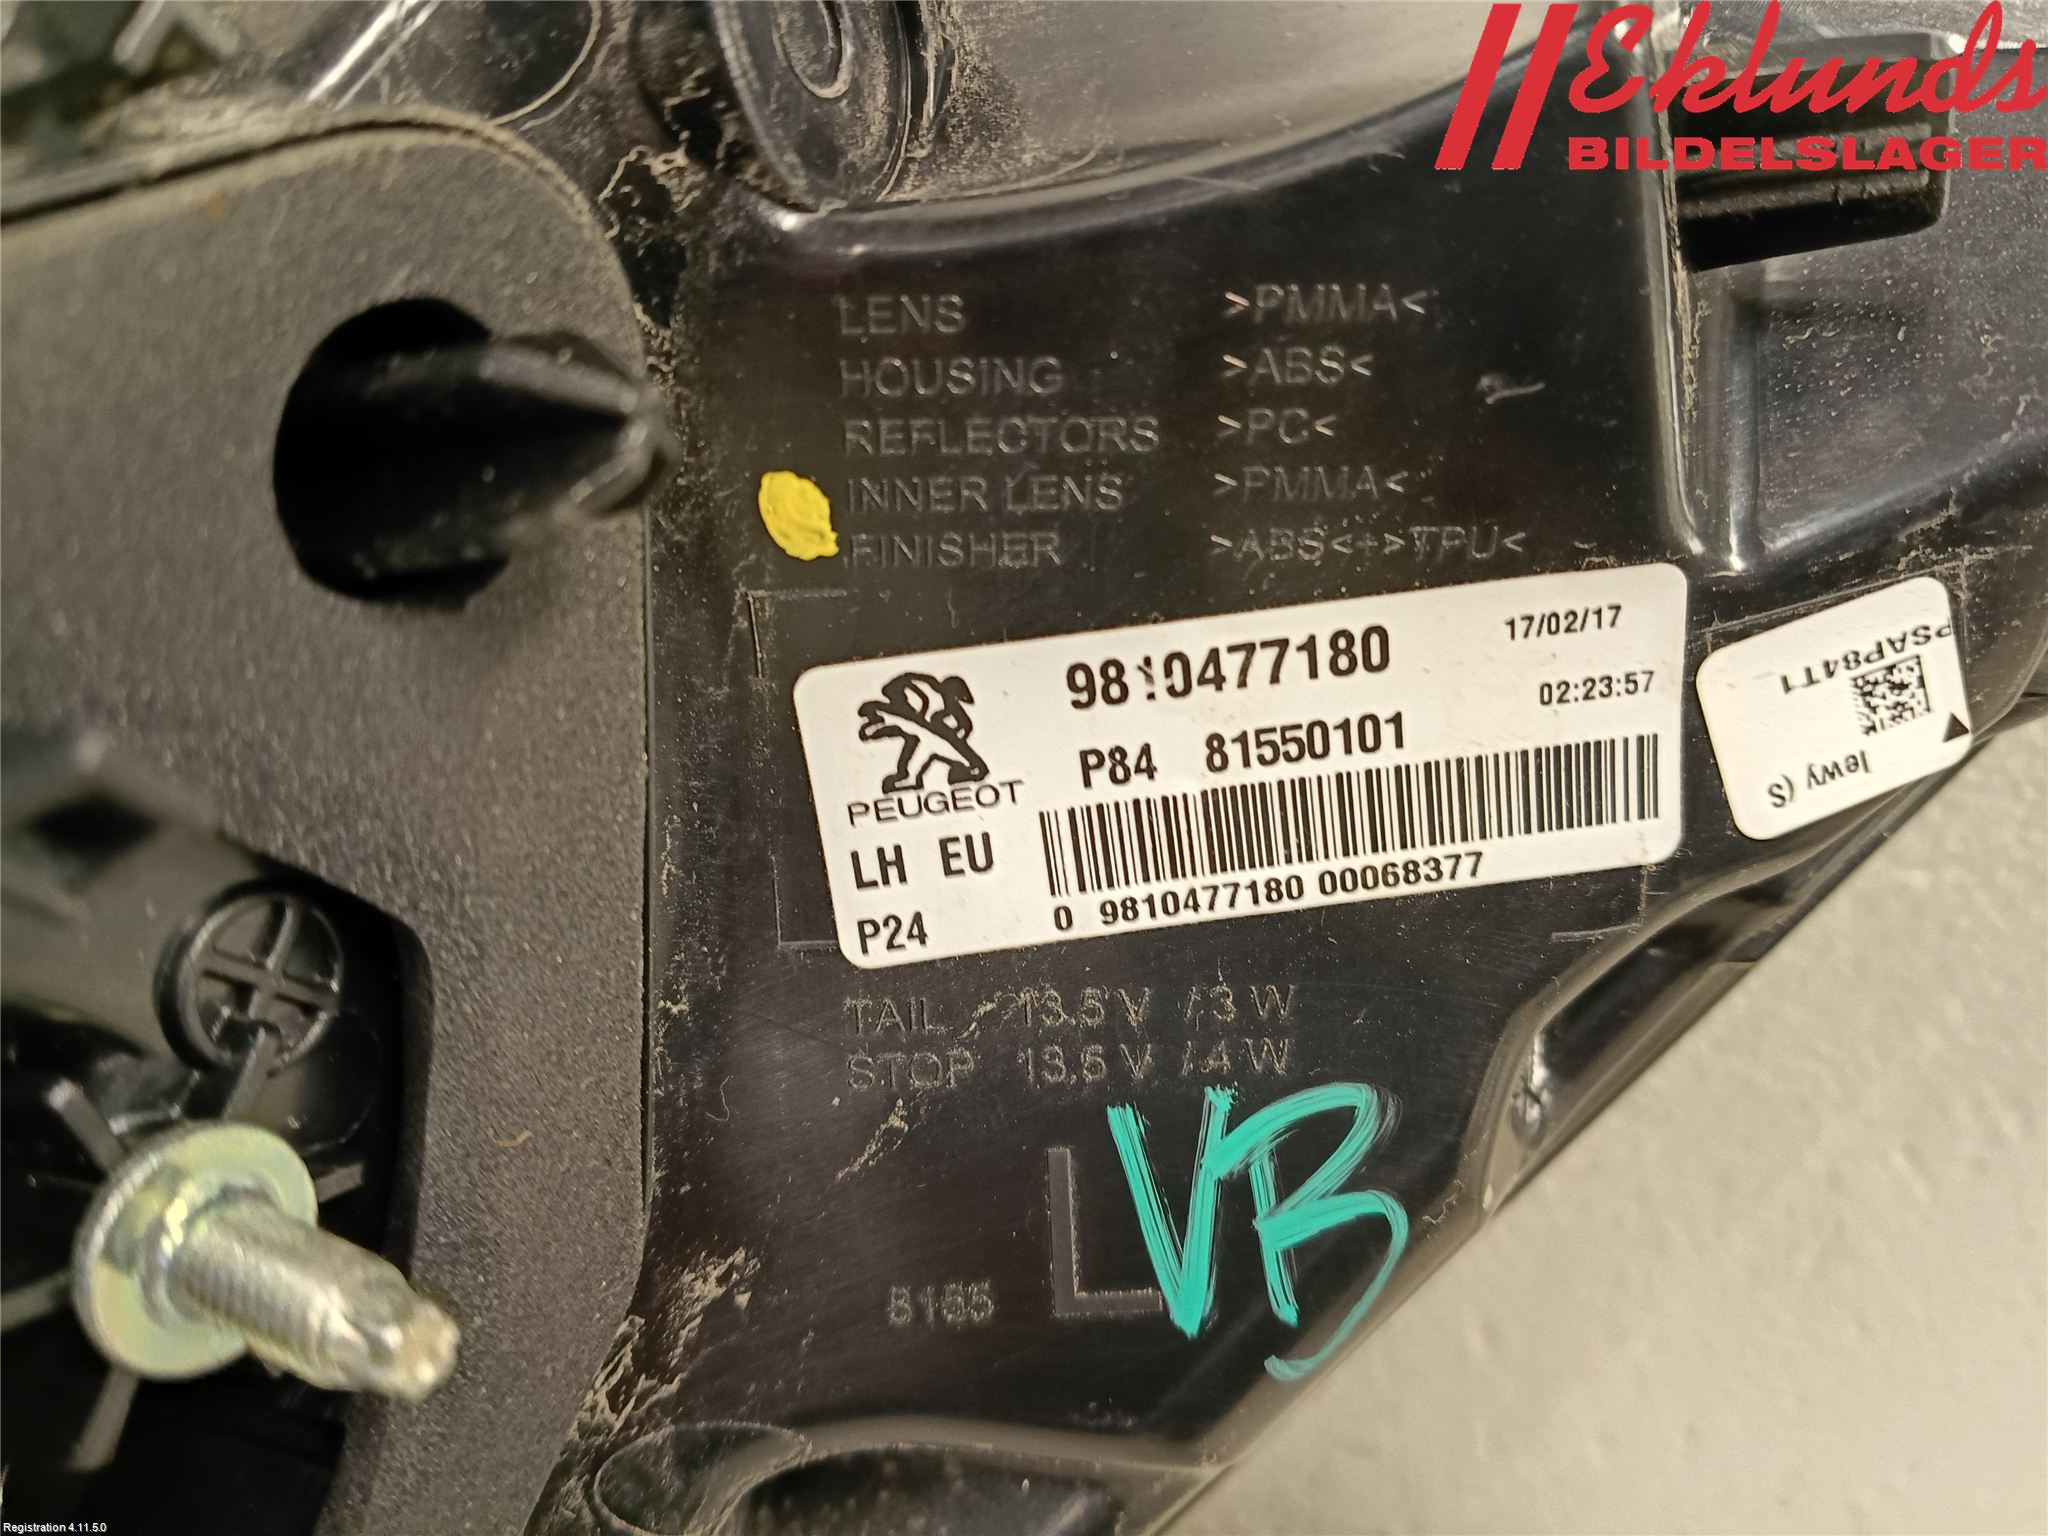 Eklunds
BILDELSLAGER
LENS >PMMA<
HOUSING >ABS<
REFLECTORS >PC<
INNER LENS >PMMA<
FINISHER >ABS<+>TPU<
9810477180 17/02/17
02:23:57
P84 81550101
PEUGEOT
LH EU
P24
0 9810477180 00068377
PSAP84T1
lewy (S
TAIL 13.5 V / 3 W
STOP 13.5 V / 4 W
L
VB
Registration 4.11.5.0